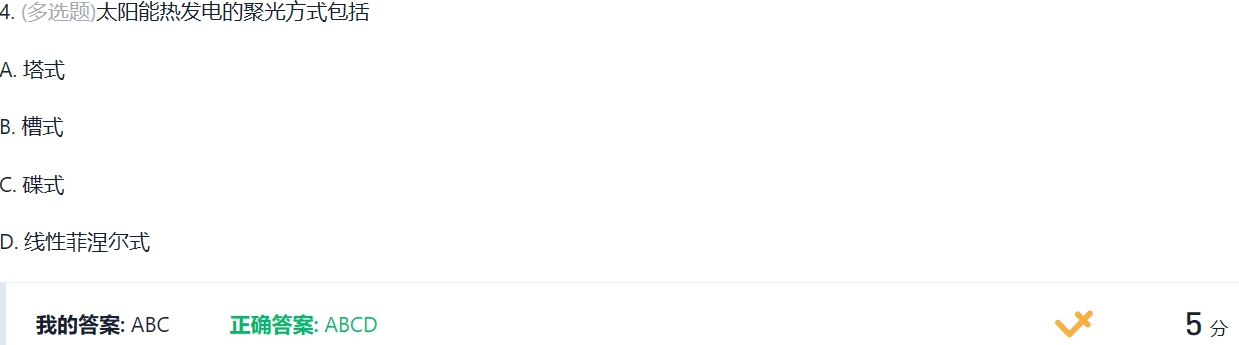 4. (多选题)太阳能热发电的聚光方式包括
A. 塔式
B. 槽式
C. 碟式
D. 线性菲涅尔式
我的答案: ABC 正确答案: ABCD 5 分